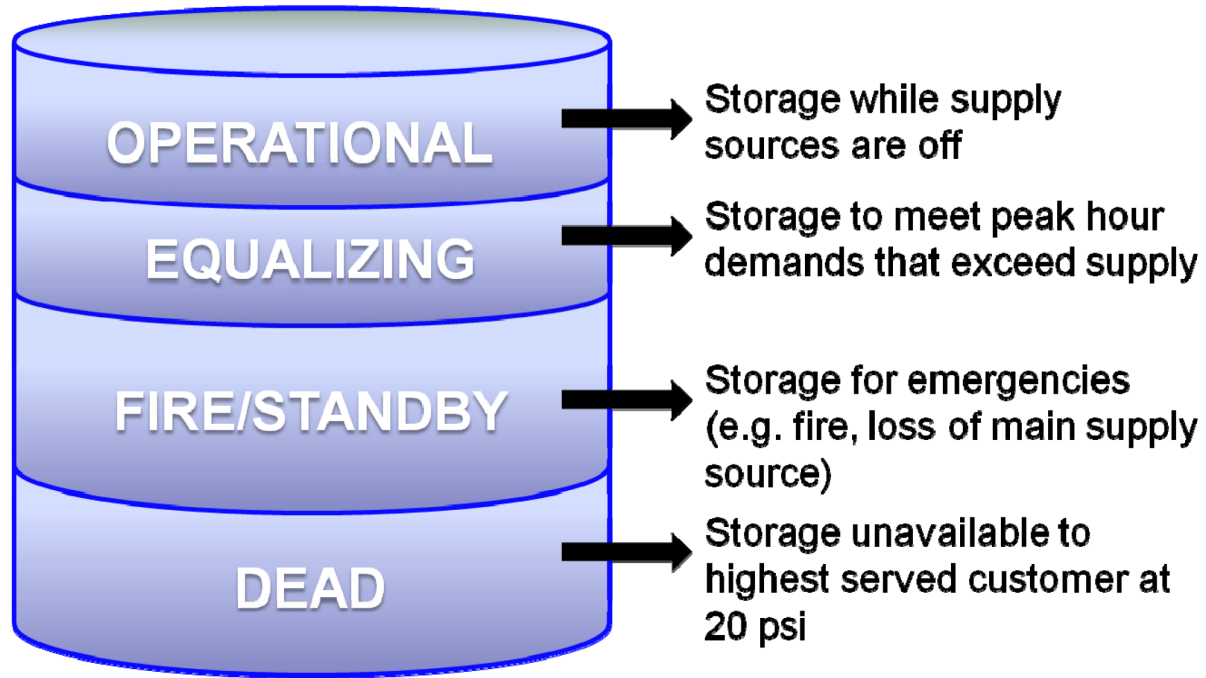 OPERATIONAL
Storage while supply
sources are off
EQUALIZING
Storage to meet peak hour
demands that exceed supply
FIRE/STANDBY
Storage for emergencies
(e.g. fire, loss of main supply
source)
DEAD
Storage unavailable to
highest served customer at
20 psi